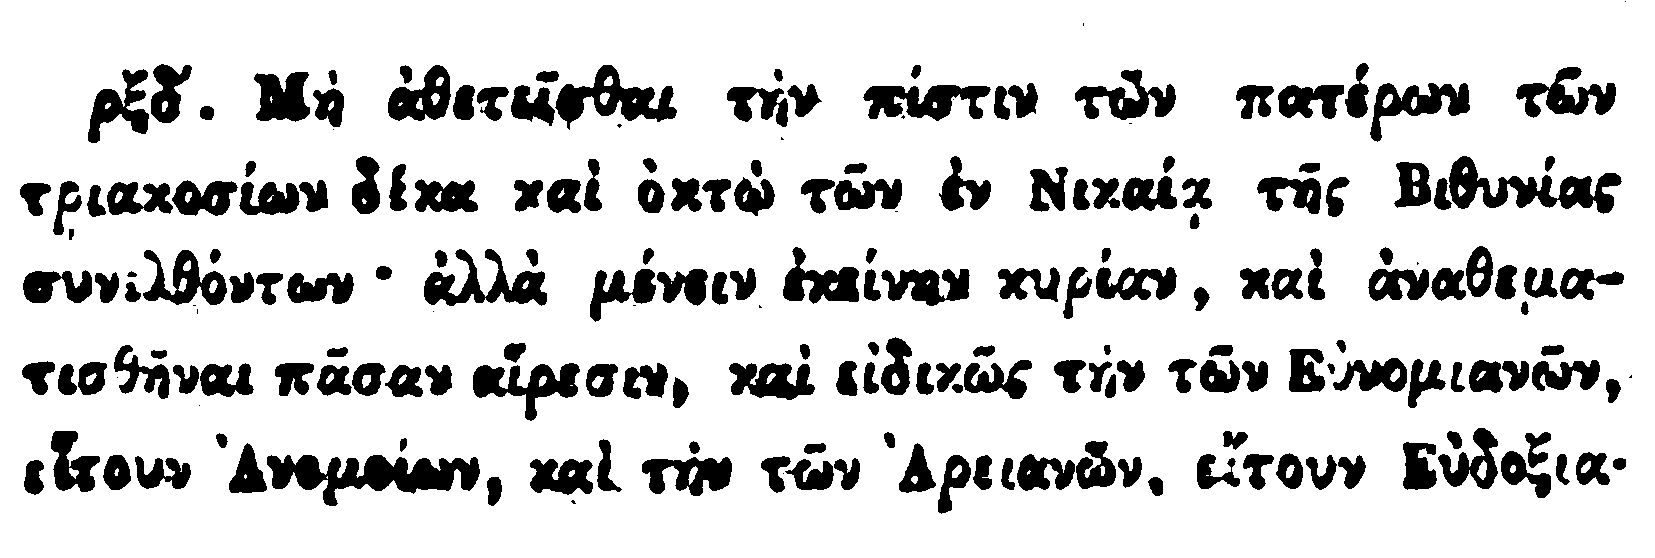 ρξδ. Μὴ ἀθετεῖσθαι τὴν πίστιν τῶν πατέρων τῶν
τριακοσίων δέκα καὶ ὀκτὼ τῶν ἐν Νικαίᾳ τῆς Βιθυνίας
συνελθόντων· ἀλλὰ μένειν ἐκείνην κυρίαν, καὶ ἀναθεμα-
τισθῆναι πᾶσαν αἵρεσιν, καὶ εἰδικῶς τὴν τῶν Εὐνομιανῶν,
εἴτουν Ἀνομοίων, καὶ τὴν τῶν Ἀρειανῶν, εἴτουν Εὐδοξια-